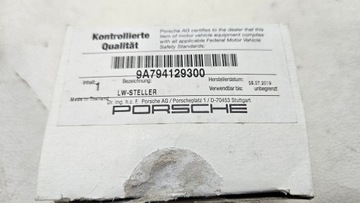 Kontrollierte
Qualität
Porsche AG certifies to the dealer that this
item of motor vehicle equipment complies
with all applicable Federal Motor Vehicle
Safety Standards.
9A794129300
Inhalt: Bezeichnung: Herstelldatum:
1 LW-STELLER Verwendbar bis: unbegrenzt
Made in Thailand
Dr. Ing. h.c. F. Porsche AG / Porscheplatz 1 / D-70453 Stuttgart
PORSCHE